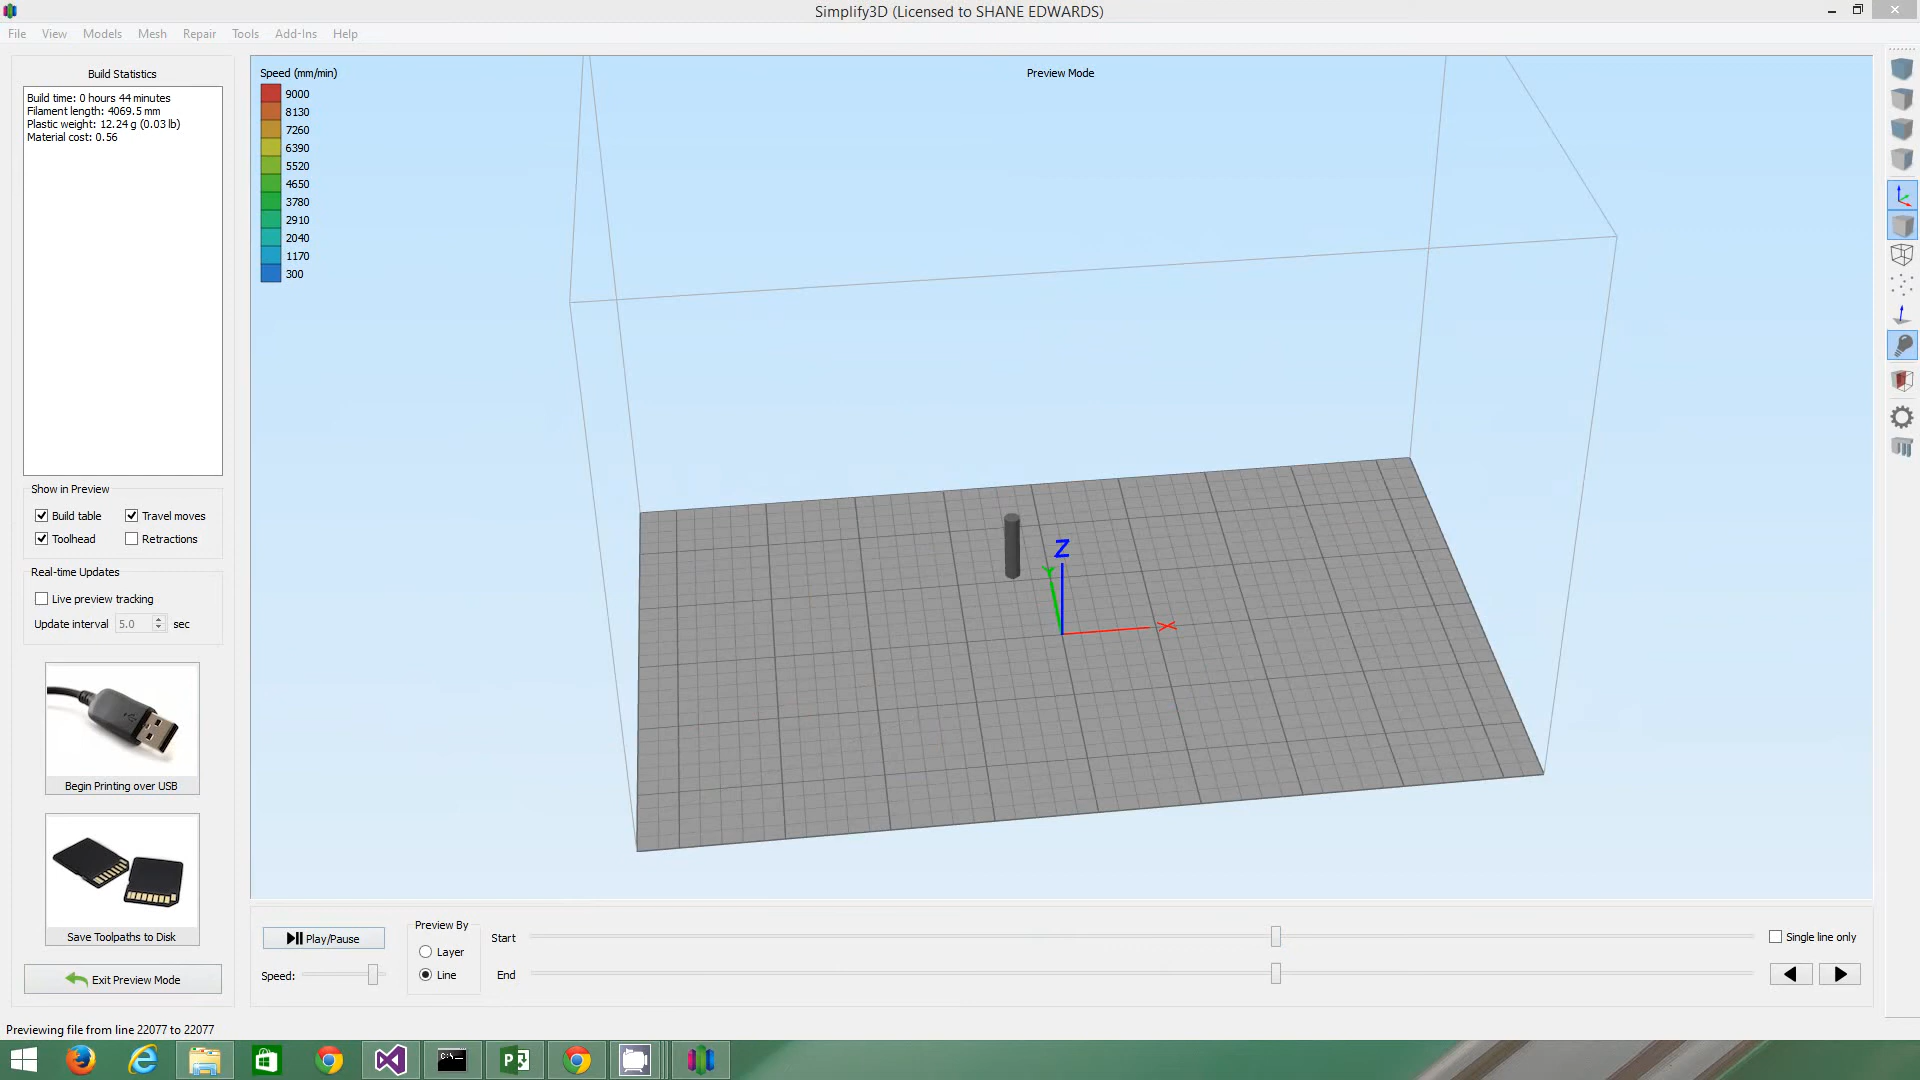 Simplify3D (Licensed to SHANE EDWARDS)
File View Models Mesh Repair Tools Add-Ins Help
Build Statistics
Build time: 0 hours 44 minutes
Filament length: 4069.5 mm
Plastic weight: 12.24 g (0.03 lb)
Material cost: 0.56
Speed (mm/min)
9000
8130
7260
6390
5520
4650
3780
2910
2040
1170
300
Preview Mode
Z
Y
X
Show in Preview
Build table Travel moves
Toolhead Retractions
Real-time Updates
Live preview tracking
Update interval 5.0 sec
Begin Printing over USB
Save Toolpaths to Disk
Exit Preview Mode
Play/Pause
Speed:
Preview By
Layer
Line
Start
End
Single line only
Previewing file from line 22077 to 22077
C:\